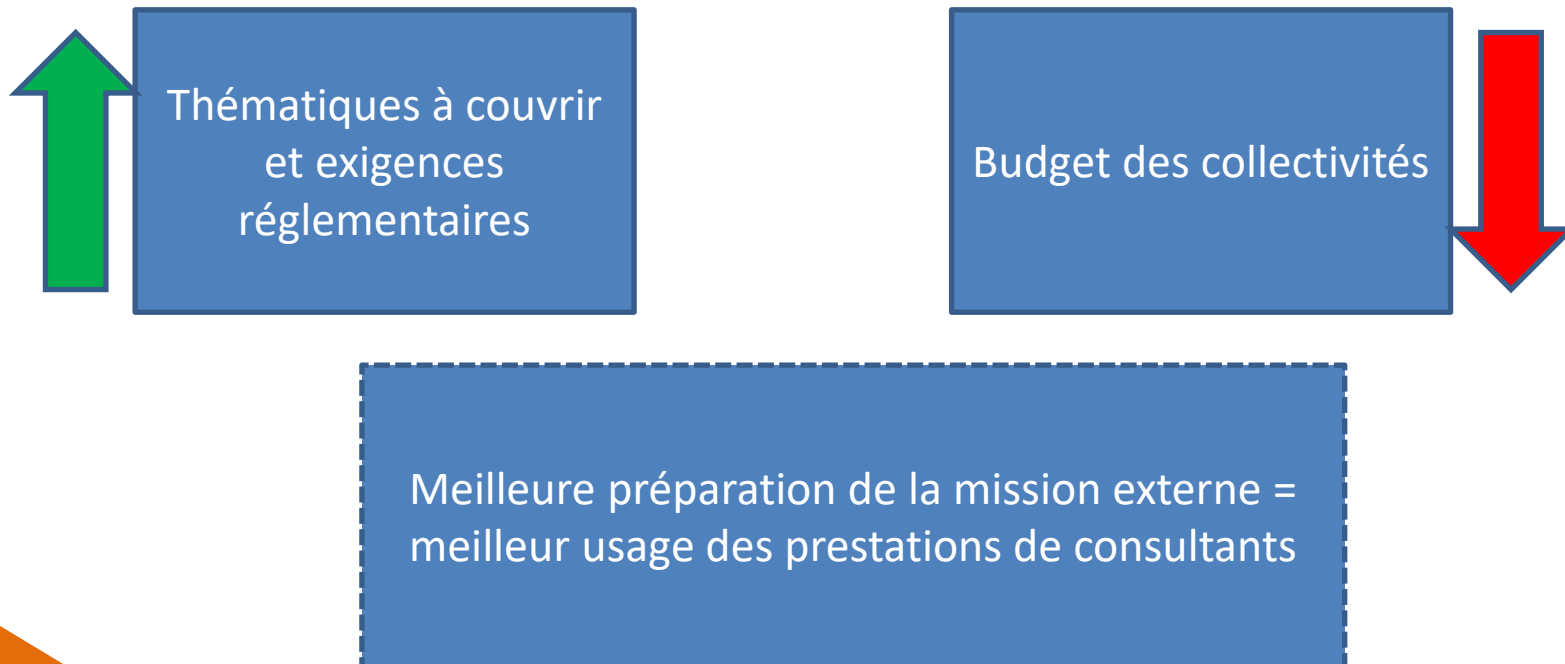 Thématiques à couvrir
et exigences
réglementaires
Budget des collectivités
Meilleure préparation de la mission externe =
meilleur usage des prestations de consultants